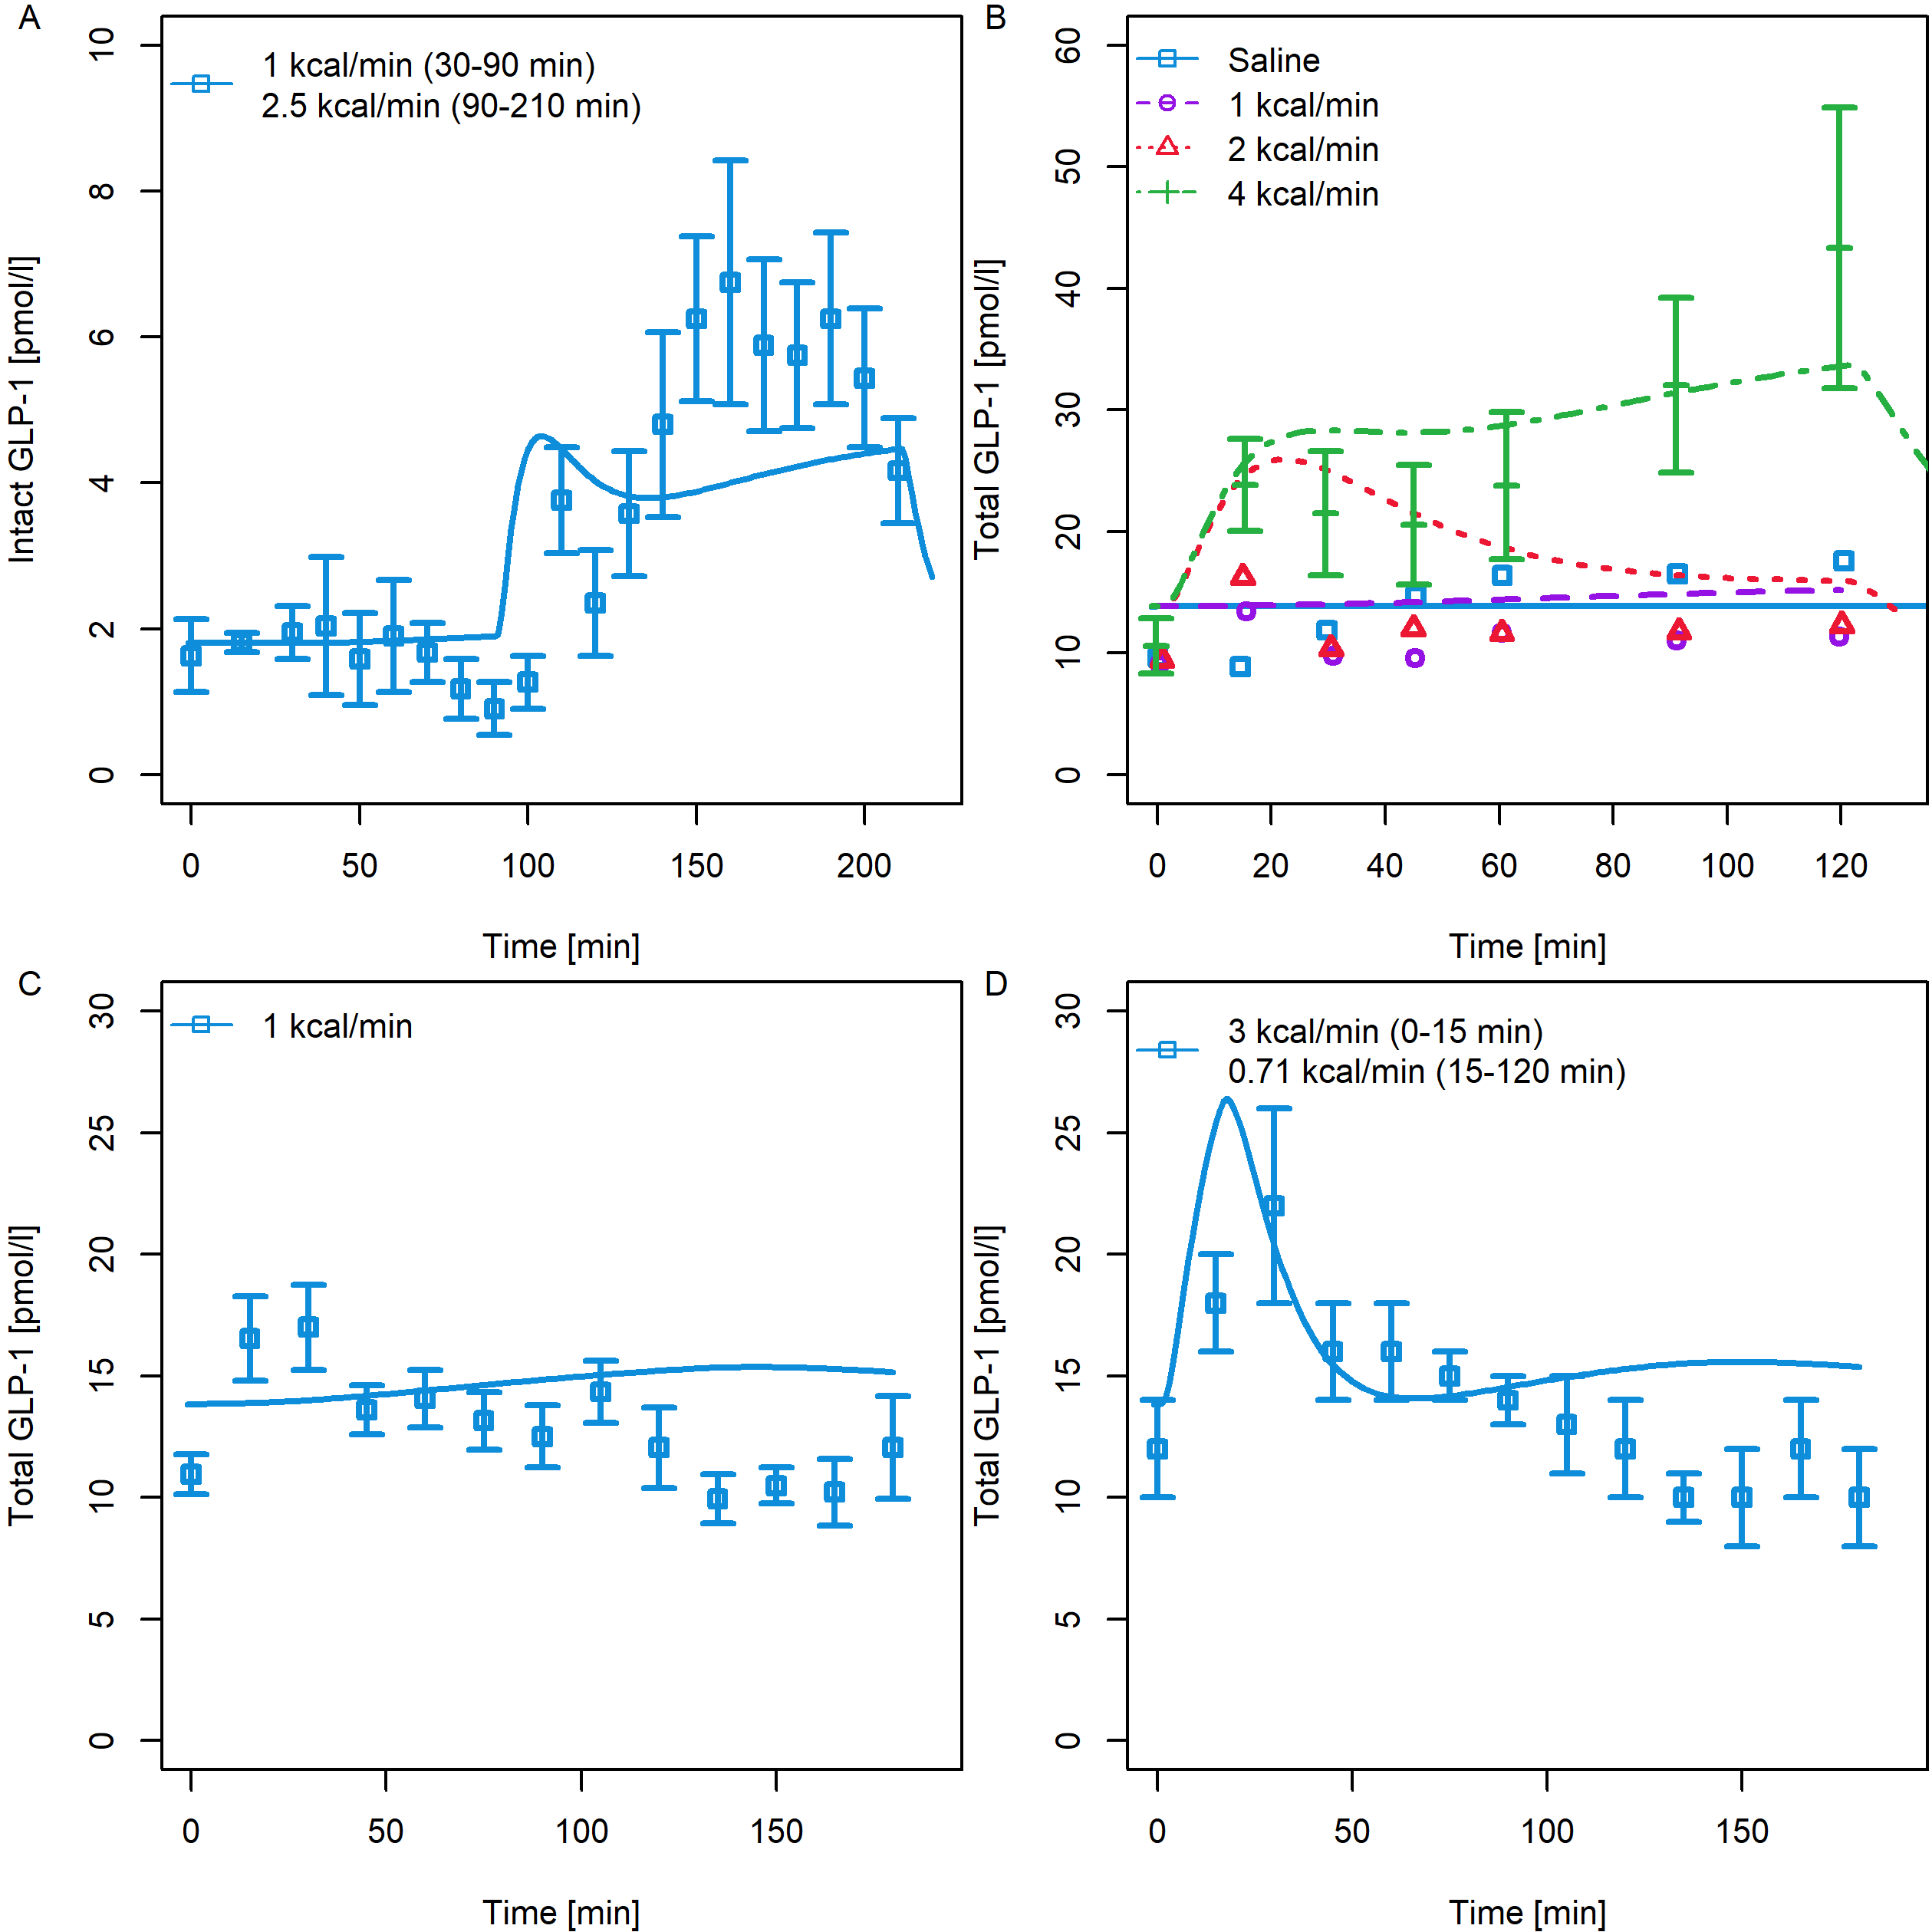 A
1 kcal/min (30-90 min)
2.5 kcal/min (90-210 min)
Intact GLP-1 [pmol/l]
0
2
4
6
8
10
0
50
100
150
200
Time [min]
B
Saline
1 kcal/min
2 kcal/min
4 kcal/min
Total GLP-1 [pmol/l]
0
10
20
30
40
50
60
0
20
40
60
80
100
120
Time [min]
C
1 kcal/min
Total GLP-1 [pmol/l]
0
5
10
15
20
25
30
0
50
100
150
Time [min]
D
3 kcal/min (0-15 min)
0.71 kcal/min (15-120 min)
Total GLP-1 [pmol/l]
0
5
10
15
20
25
30
0
50
100
150
Time [min]